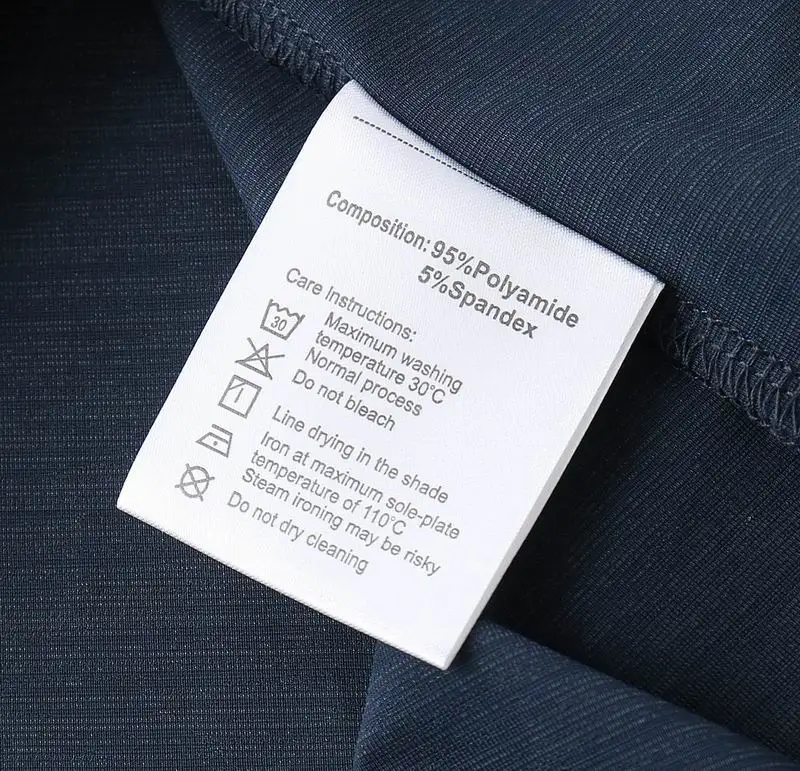 Composition: 95%Polyamide
5%Spandex
Care Instructions:
30
Maximum washing
temperature 30°C
Normal process
Do not bleach
Line drying in the shade
Iron at maximum sole-plate
temperature of 110°C
Steam ironing may be risky
Do not dry cleaning